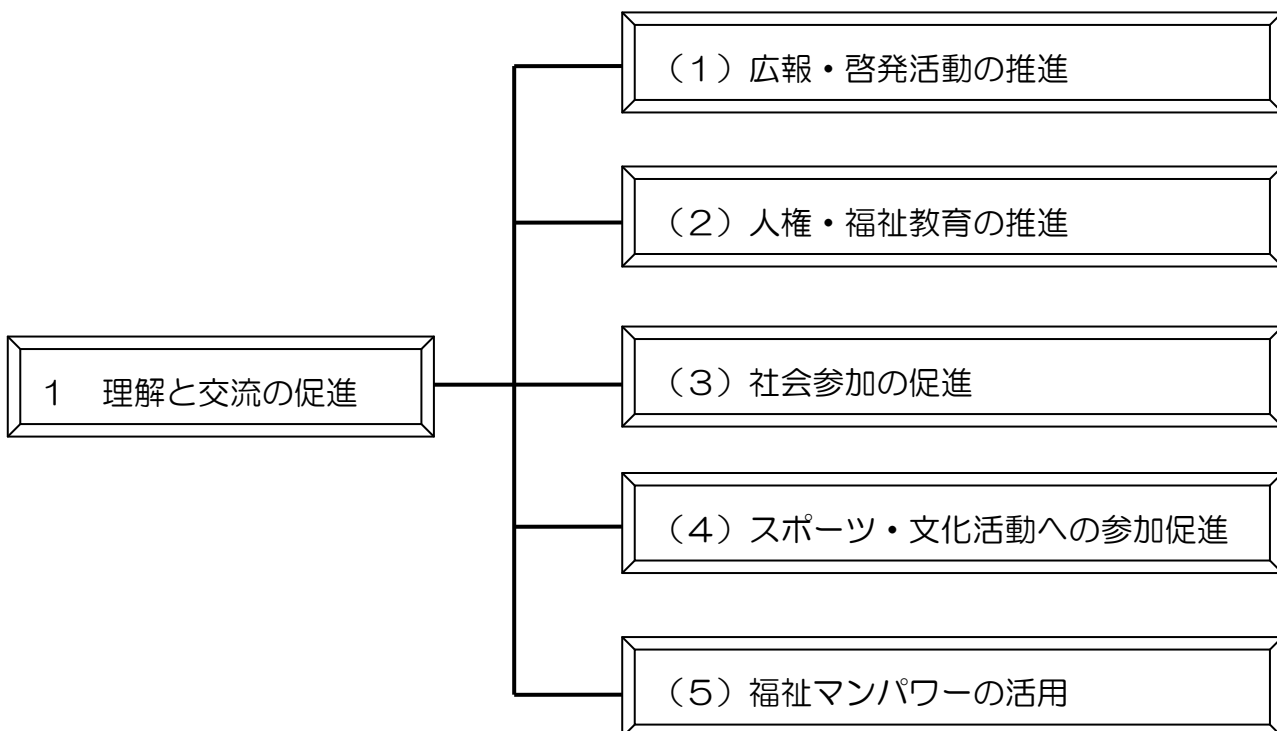 1　理解と交流の促進
（1）広報・啓発活動の推進
（2）人権・福祉教育の推進
（3）社会参加の促進
（4）スポーツ・文化活動への参加促進
（5）福祉マンパワーの活用